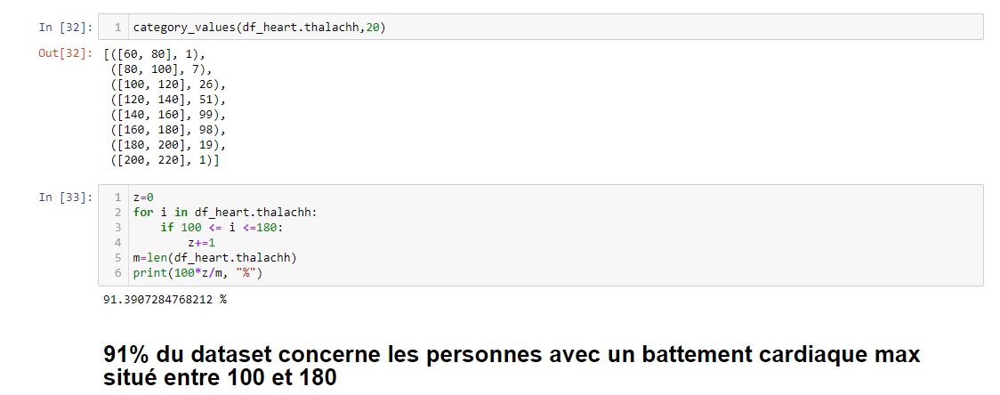 In [32]: 1 category_values(df_heart.thalachh,20)
Out[32]: [([60, 80], 1),
([80, 100], 7),
([100, 120], 26),
([120, 140], 51),
([140, 160], 99),
([160, 180], 98),
([180, 200], 19),
([200, 220], 1)]
In [33]: 1 z=0
2 for i in df_heart.thalachh:
3     if 100 <= i <=180:
4         z+=1
5 m=len(df_heart.thalachh)
6 print(100*z/m, "%")
91.3907284768212 %
91% du dataset concerne les personnes avec un battement cardiaque max
situé entre 100 et 180